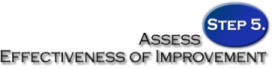 STEP 5.
ASSESS
EFFECTIVENESS OF IMPROVEMENT